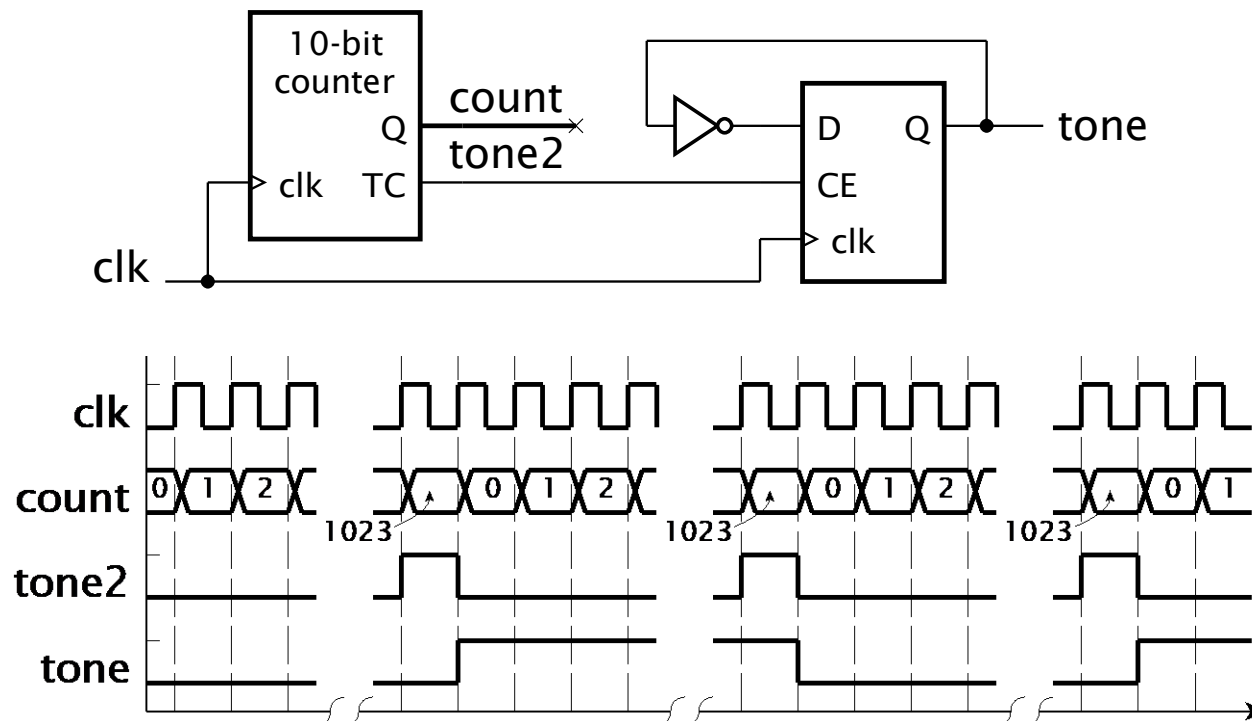 10-bit
counter
count
Q
tone2
clk
TC
D
Q
tone
CE
clk
clk
clk
count
0
1
2
0
1
2
0
1
2
0
1
1023
1023
1023
tone2
tone